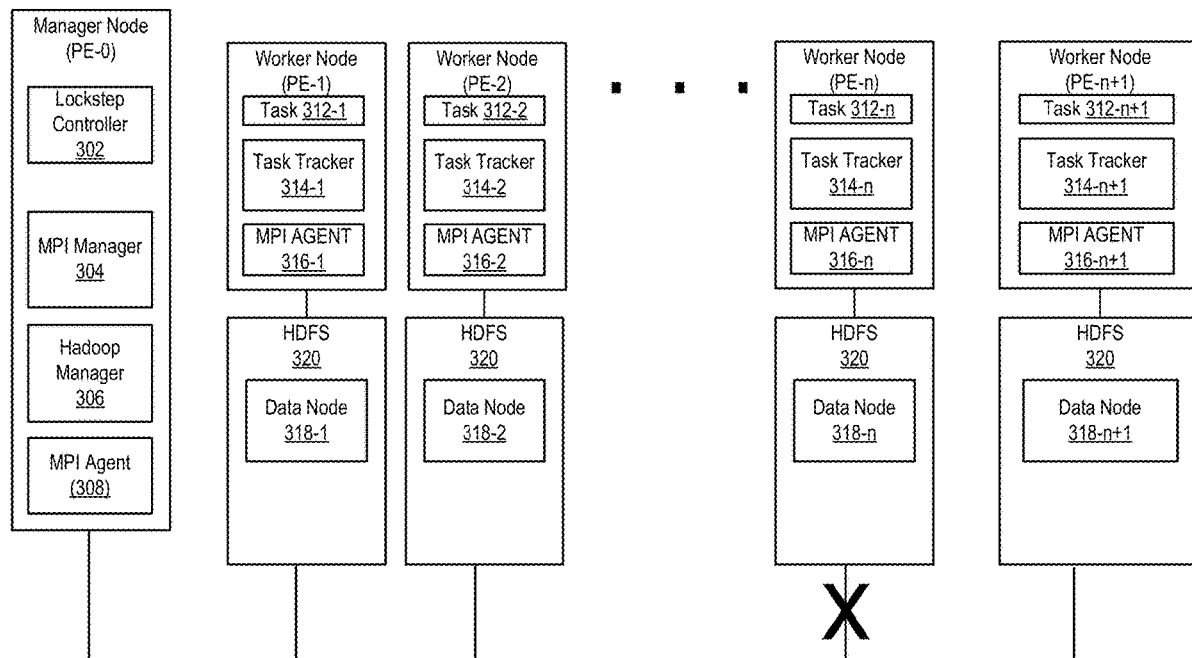 Manager Node
(PE-0)
Lockstep
Controller
302
MPI Manager
304
Hadoop
Manager
306
MPI Agent
(308)
Worker Node
(PE-1)
Task 312-1
Task Tracker
314-1
MPI AGENT
316-1
HDFS
320
Data Node
318-1
Worker Node
(PE-2)
Task 312-2
Task Tracker
314-2
MPI AGENT
316-2
HDFS
320
Data Node
318-2
Worker Node
(PE-n)
Task 312-n
Task Tracker
314-n
MPI AGENT
316-n
HDFS
320
Data Node
318-n
X
Worker Node
(PE-n+1)
Task 312-n+1
Task Tracker
314-n+1
MPI AGENT
316-n+1
HDFS
320
Data Node
318-n+1